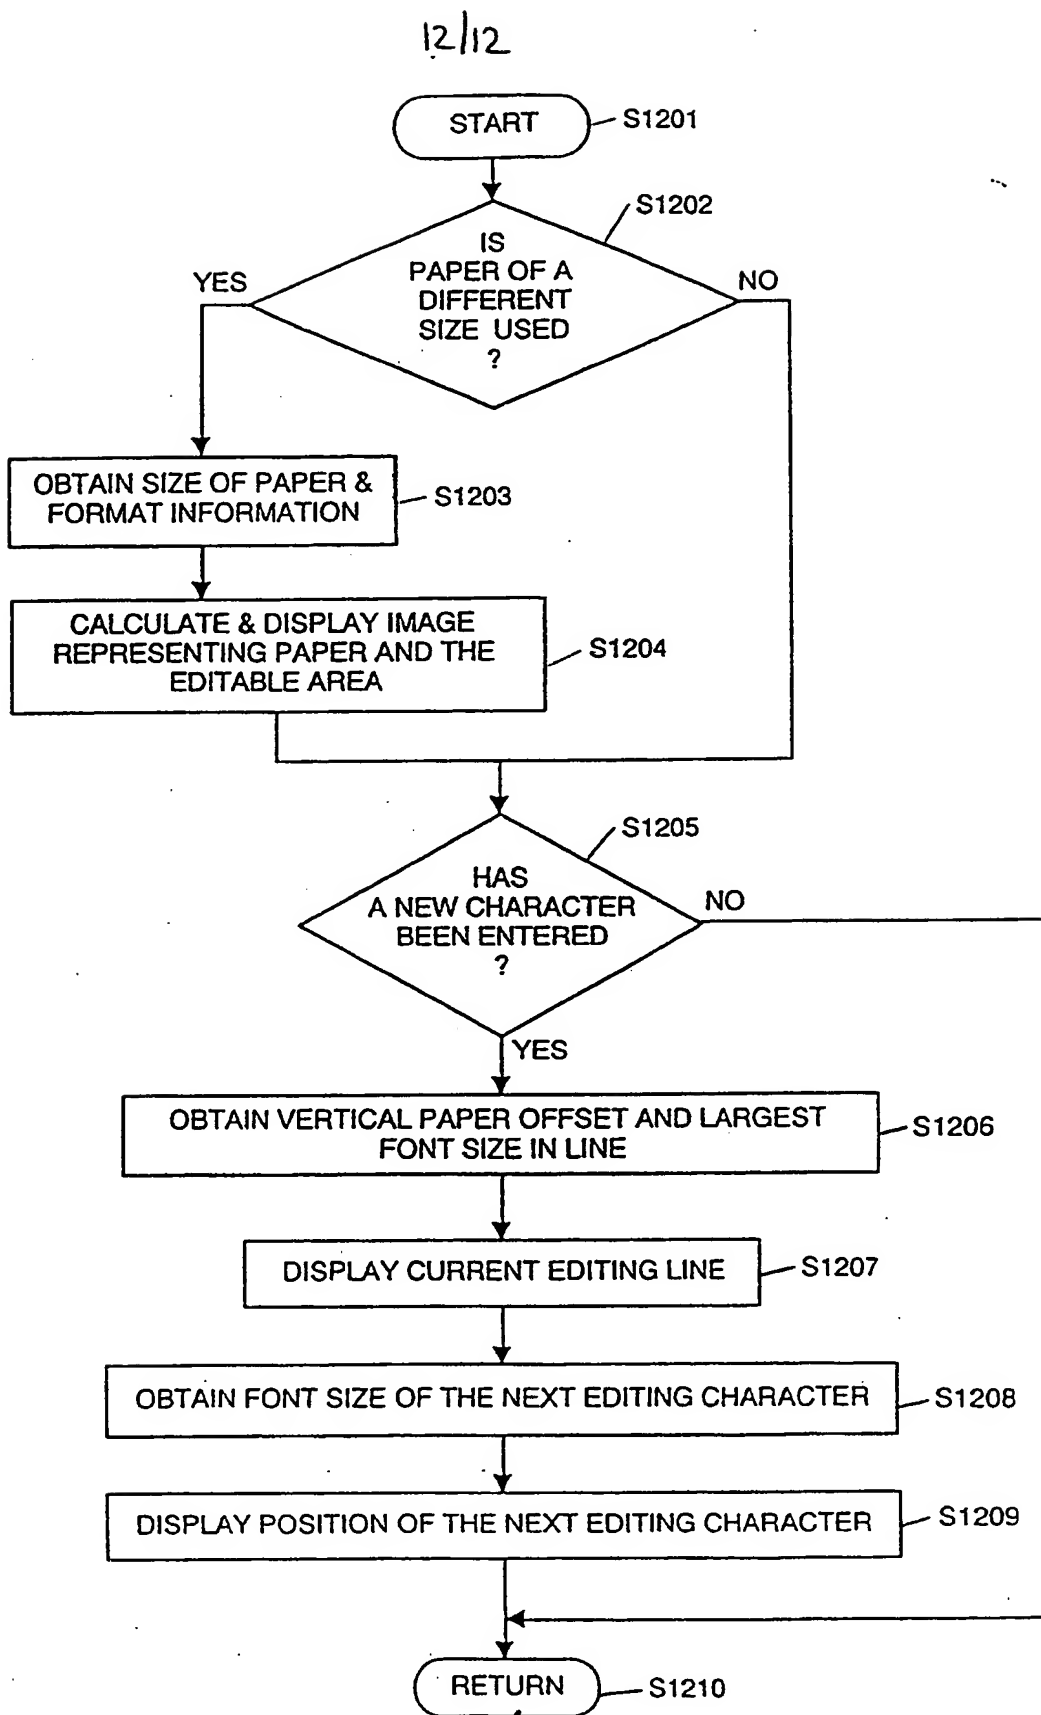 12/12
START
S1201
S1202
IS
PAPER OF A
DIFFERENT
SIZE USED
?
YES
NO
OBTAIN SIZE OF PAPER &
FORMAT INFORMATION
S1203
CALCULATE & DISPLAY IMAGE
REPRESENTING PAPER AND THE
EDITABLE AREA
S1204
S1205
HAS
A NEW CHARACTER
BEEN ENTERED
?
NO
YES
OBTAIN VERTICAL PAPER OFFSET AND LARGEST
FONT SIZE IN LINE
S1206
DISPLAY CURRENT EDITING LINE
S1207
OBTAIN FONT SIZE OF THE NEXT EDITING CHARACTER
S1208
DISPLAY POSITION OF THE NEXT EDITING CHARACTER
S1209
RETURN
S1210